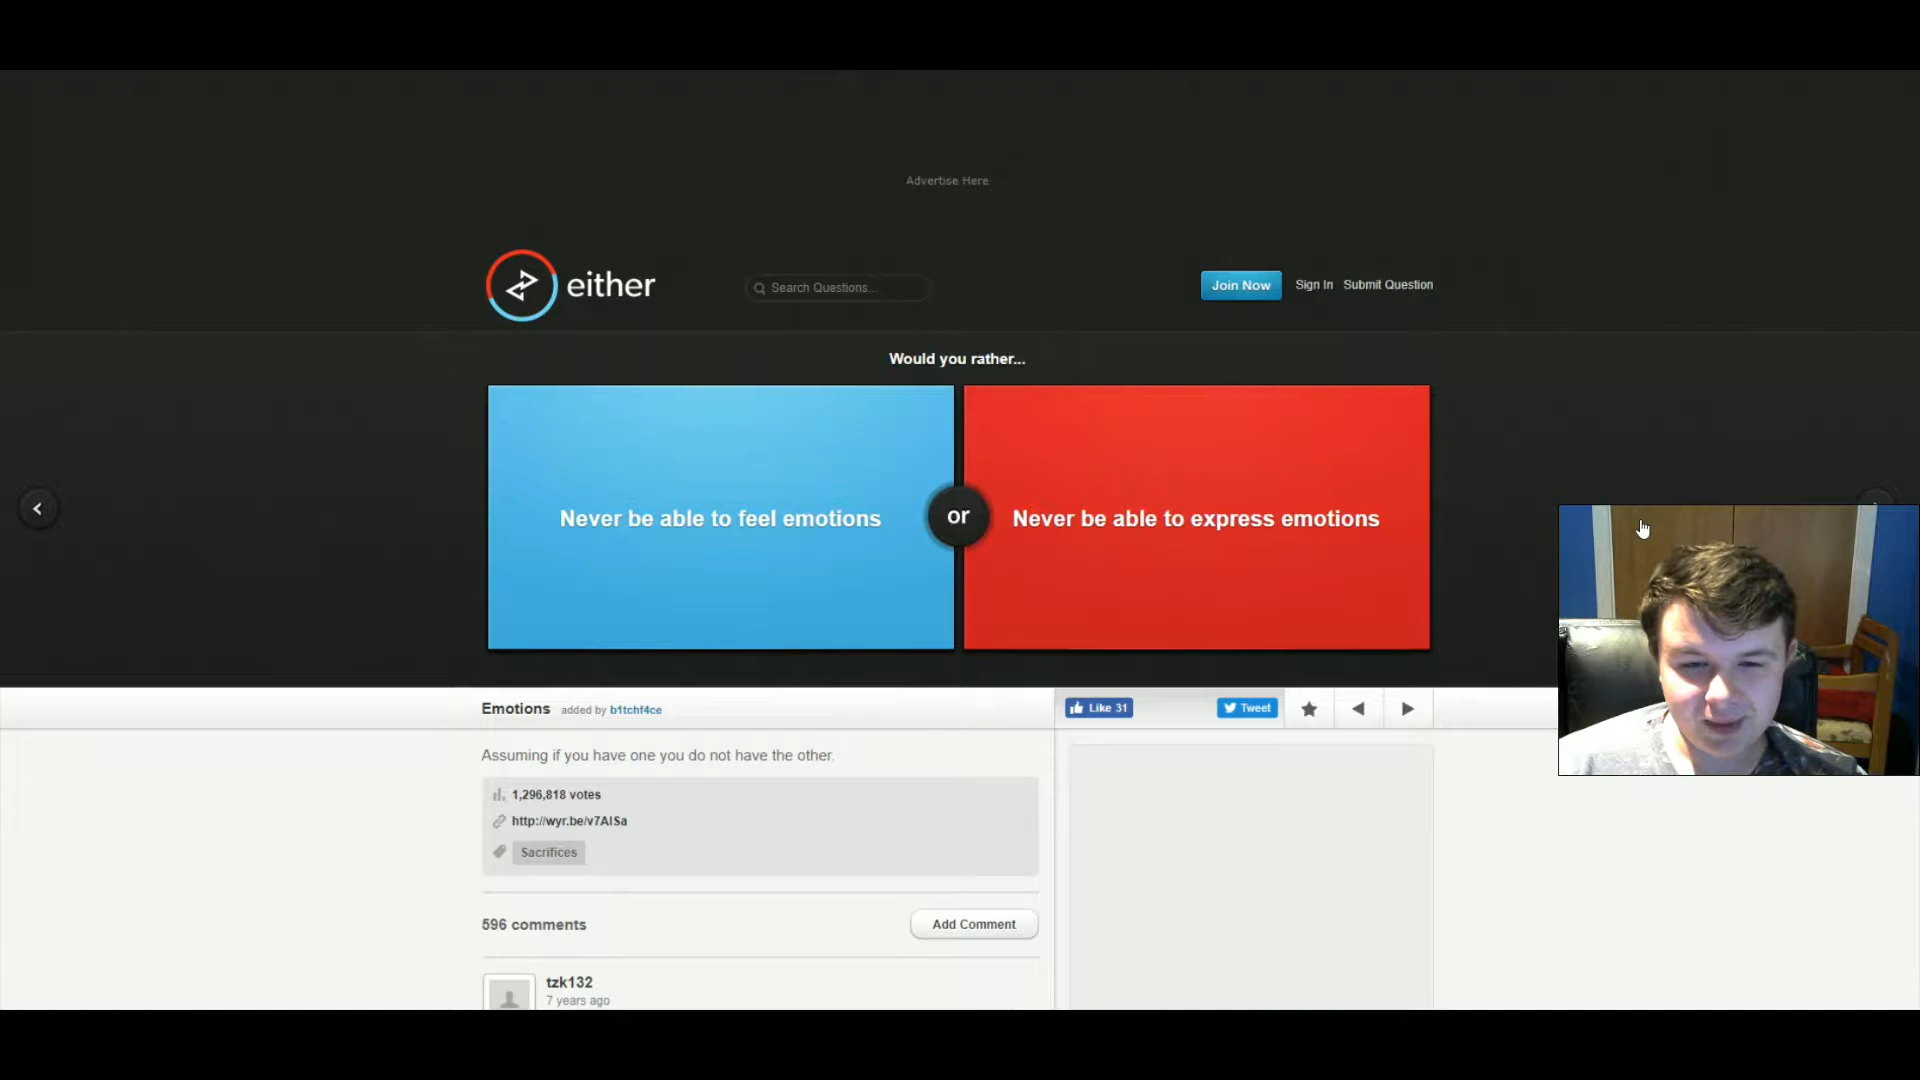 Advertise Here
either
Search Questions...
Join Now
Sign In
Submit Question
Would you rather...
Never be able to feel emotions
or
Never be able to express emotions
Emotions
added by b1tchf4ce
Like 31
Tweet
Assuming if you have one you do not have the other.
1,296,818 votes
http://wyr.be/v7AlSa
Sacrifices
596 comments
Add Comment
tzk132
7 years ago